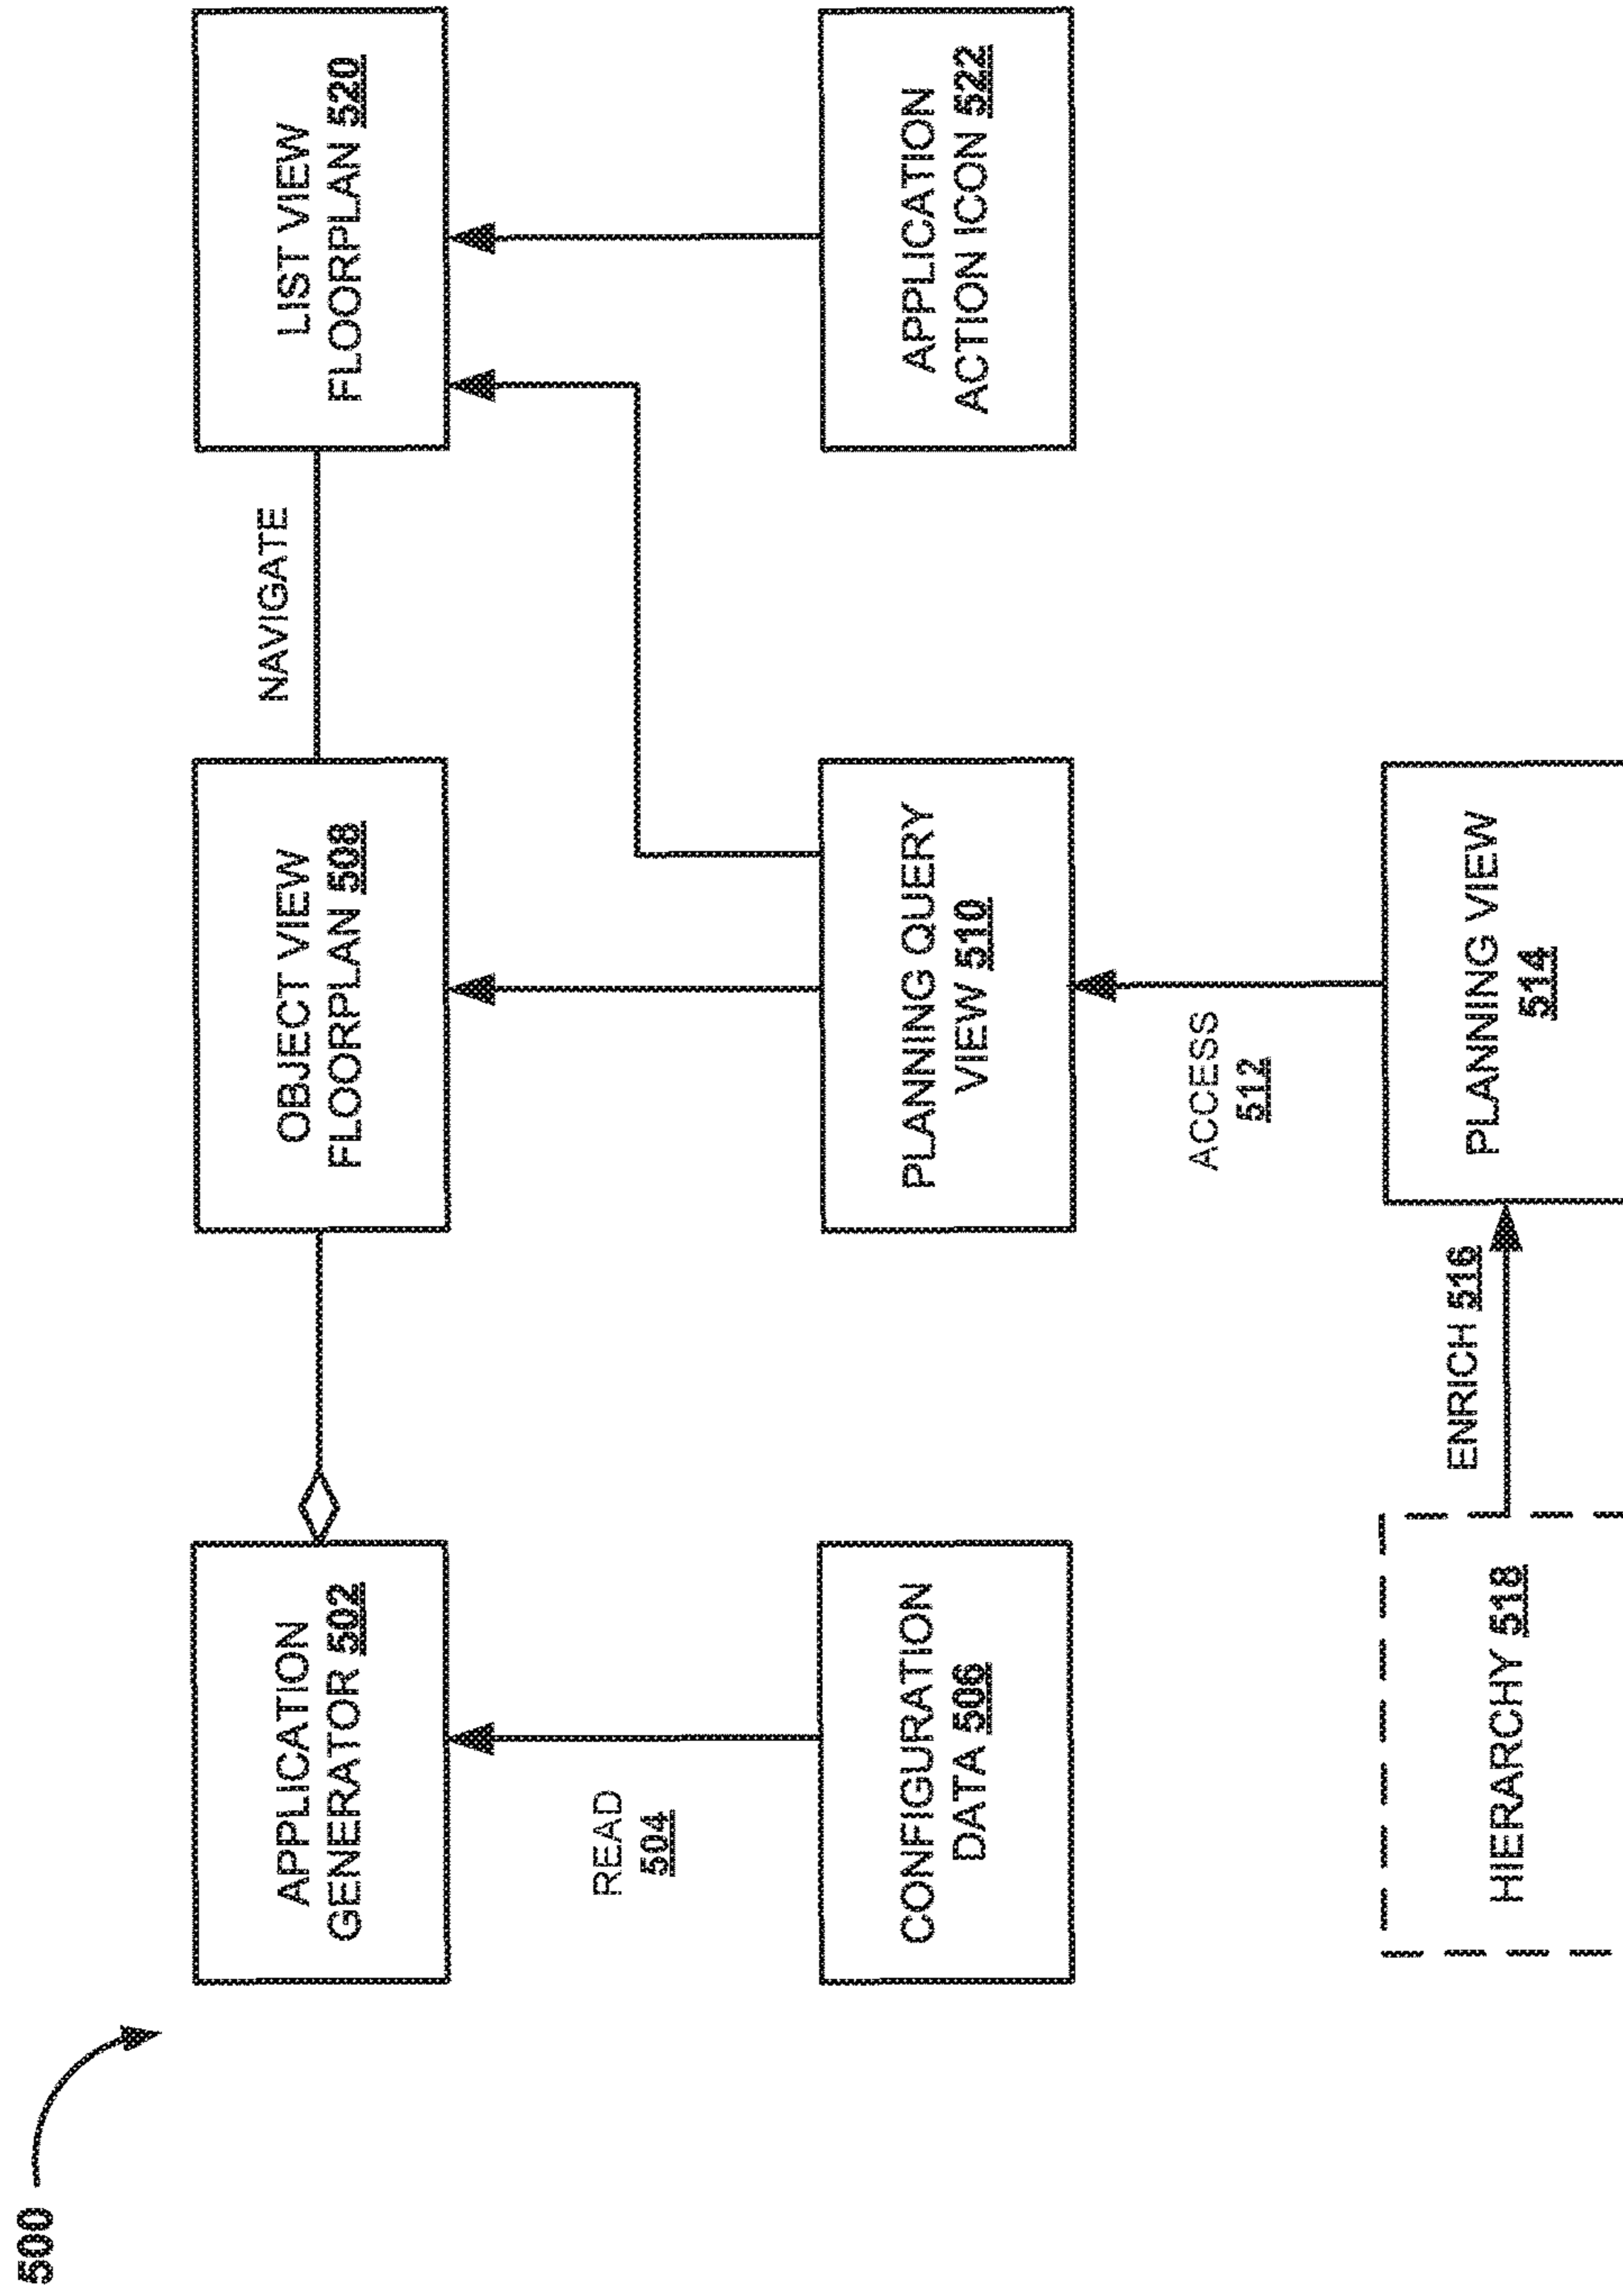 500
APPLICATION
GENERATOR 502
OBJECT VIEW
FLOORPLAN 508
NAVIGATE
LIST VIEW
FLOORPLAN 520
READ
504
CONFIGURATION
DATA 506
PLANNING QUERY
VIEW 510
APPLICATION
ACTION ICON 522
ACCESS
512
HIERARCHY 518
ENRICH 516
PLANNING VIEW
514